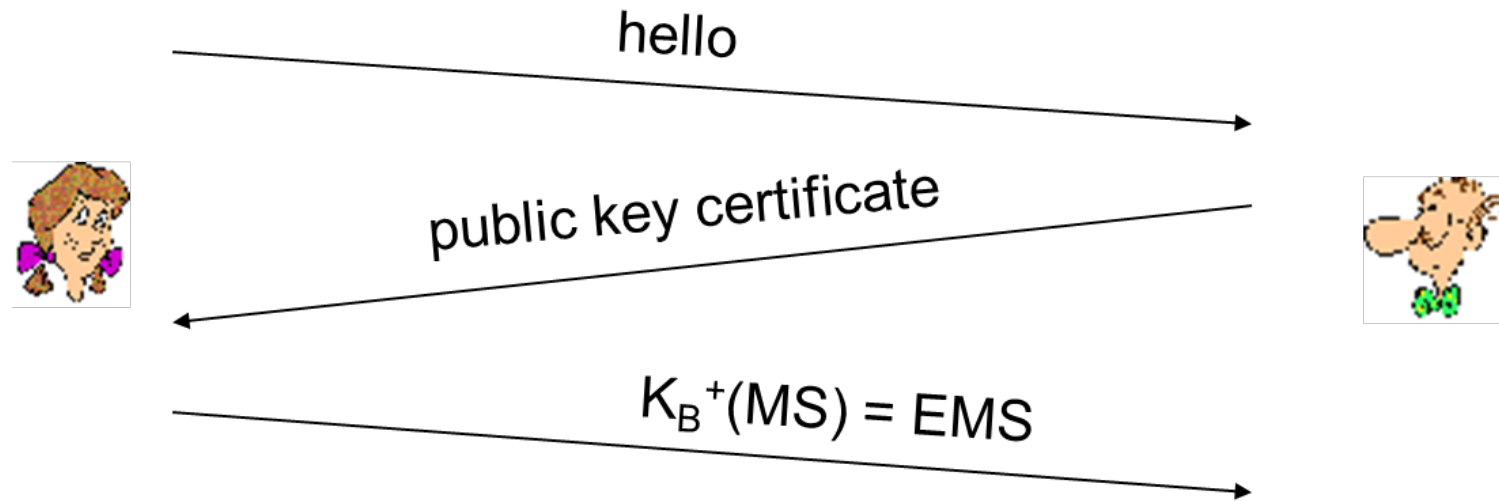 hello
public key certificate
K_B^+(MS) = EMS